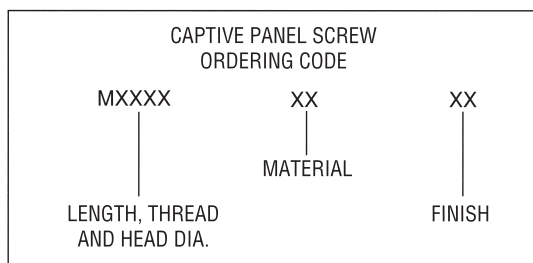 CAPTIVE PANEL SCREW
ORDERING CODE
MXXXX XX XX
MATERIAL
LENGTH, THREAD
AND HEAD DIA. FINISH